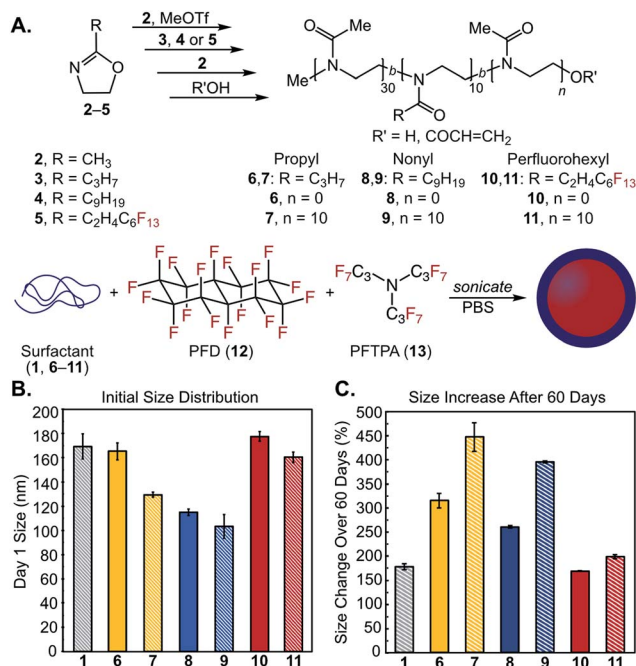 A.
R
N
O
2–5
2, MeOTf
3, 4 or 5
2
R'OH
O
Me
Me
N
b
30
N
R
O
b
10
O
Me
N
n
OR'
R' = H, COCH=CH2
2, R = CH3
3, R = C3H7
4, R = C9H19
5, R = C2H4C6F13
Propyl
6,7: R = C3H7
6, n = 0
7, n = 10
Nonyl
8,9: R = C9H19
8, n = 0
9, n = 10
Perfluorohexyl
10,11: R = C2H4C6F13
10, n = 0
11, n = 10
Surfactant
(1, 6–11)
+
F F F F F F F F F F F F F F F F F F
PFD (12)
+
F7C3
N
C3F7
C3F7
PFTPA (13)
sonicate
PBS
B.
Initial Size Distribution
Day 1 Size (nm)
200
180
160
140
120
100
80
60
40
20
0
1 6 7 8 9 10 11
C.
Size Increase After 60 Days
Size Change Over 60 Days (%)
450
400
350
300
250
200
150
100
50
0
1 6 7 8 9 10 11